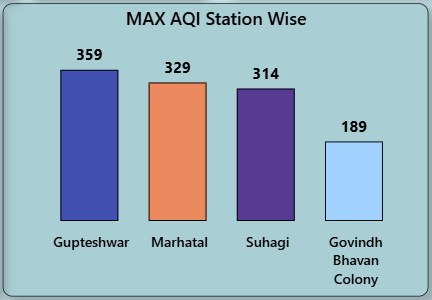 MAX AQI Station Wise
359
329
314
189
Gupteshwar
Marhatal
Suhagi
Govindh
Bhavan
Colony